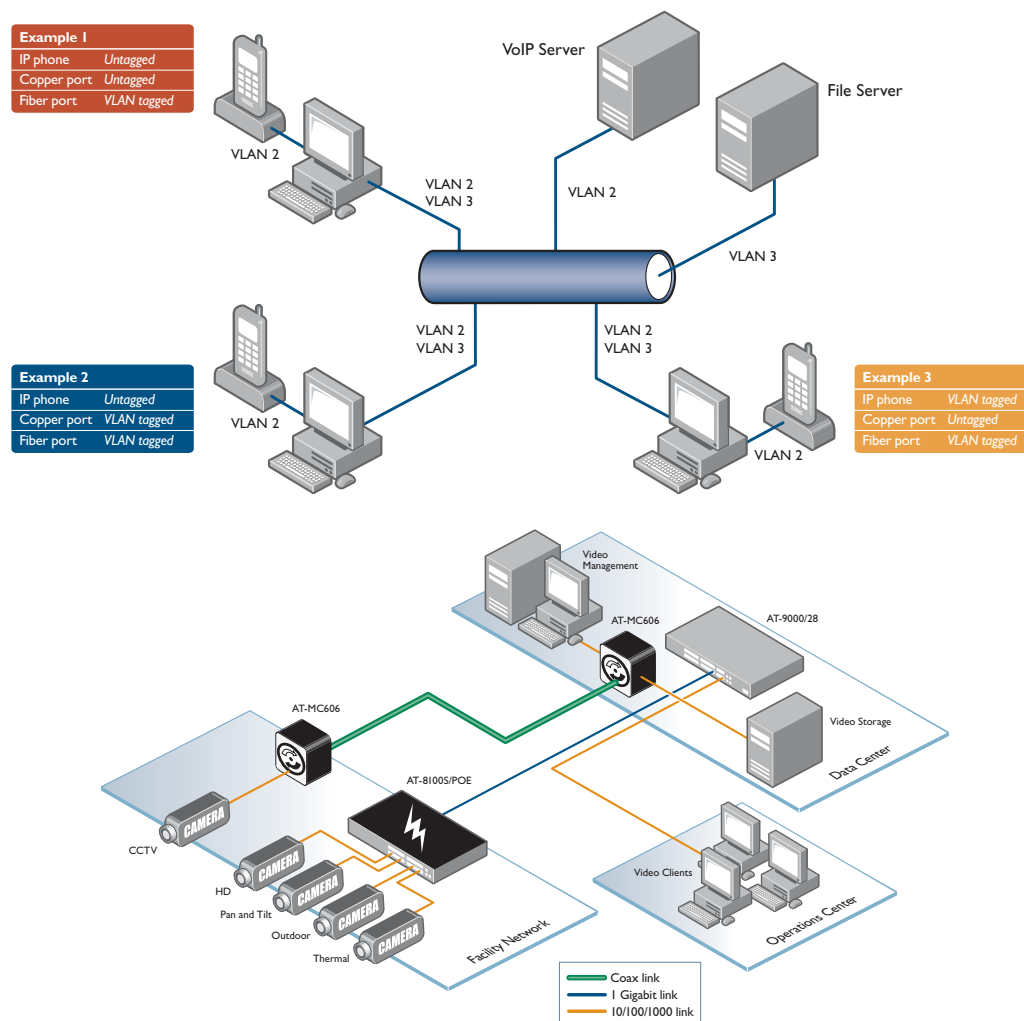 Example 1
IP phone Untagged
Copper port Untagged
Fiber port VLAN tagged
VLAN 2
VLAN 2
VLAN 3
VoIP Server
VLAN 2
File Server
VLAN 3
Example 2
IP phone Untagged
Copper port VLAN tagged
Fiber port VLAN tagged
VLAN 2
VLAN 2
VLAN 3
VLAN 2
VLAN 3
VLAN 2
Example 3
IP phone VLAN tagged
Copper port Untagged
Fiber port VLAN tagged
Video
Management
AT-MC606
AT-9000/28
Video Storage
Data Center
AT-MC606
AT-8100S/POE
CAMERA
CCTV
CAMERA
HD
CAMERA
Pan and Tilt
CAMERA
Outdoor
CAMERA
Thermal
Facility Network
Video Clients
Operations Center
Coax link
1 Gigabit link
10/100/1000 link